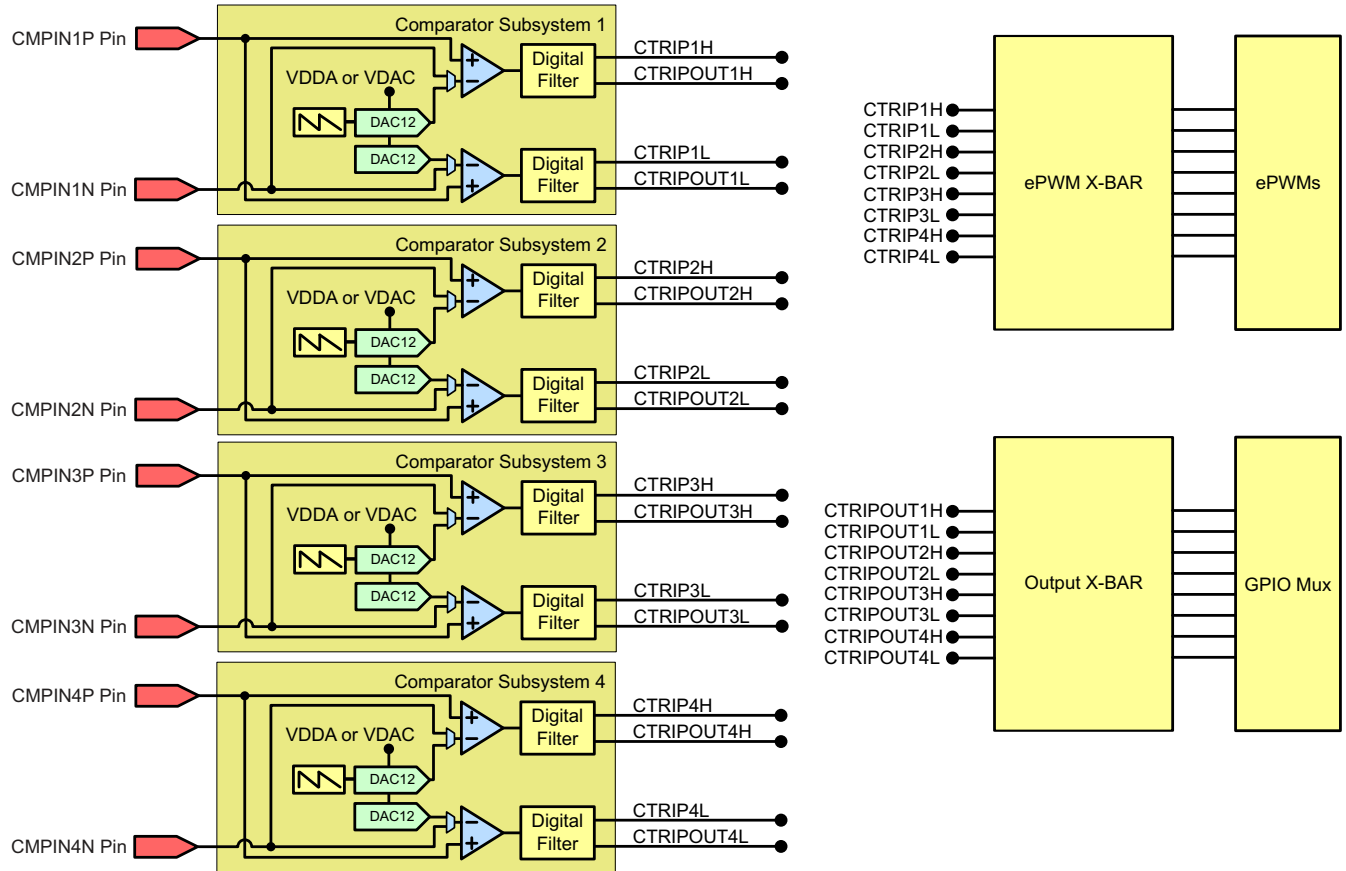 Comparator Subsystem 1
CMPIN1P Pin
VDDA or VDAC
DAC12
DAC12
+
−
−
+
Digital
Filter
Digital
Filter
CTRIP1H
CTRIPOUT1H
CTRIP1L
CTRIPOUT1L
CMPIN1N Pin
Comparator Subsystem 2
CMPIN2P Pin
VDDA or VDAC
DAC12
DAC12
+
−
−
+
Digital
Filter
Digital
Filter
CTRIP2H
CTRIPOUT2H
CTRIP2L
CTRIPOUT2L
CMPIN2N Pin
Comparator Subsystem 3
CMPIN3P Pin
VDDA or VDAC
DAC12
DAC12
+
−
−
+
Digital
Filter
Digital
Filter
CTRIP3H
CTRIPOUT3H
CTRIP3L
CTRIPOUT3L
CMPIN3N Pin
Comparator Subsystem 4
CMPIN4P Pin
VDDA or VDAC
DAC12
DAC12
+
−
−
+
Digital
Filter
Digital
Filter
CTRIP4H
CTRIPOUT4H
CTRIP4L
CTRIPOUT4L
CMPIN4N Pin
CTRIP1H
CTRIP1L
CTRIP2H
CTRIP2L
CTRIP3H
CTRIP3L
CTRIP4H
CTRIP4L
ePWM X-BAR
ePWMs
CTRIPOUT1H
CTRIPOUT1L
CTRIPOUT2H
CTRIPOUT2L
CTRIPOUT3H
CTRIPOUT3L
CTRIPOUT4H
CTRIPOUT4L
Output X-BAR
GPIO Mux